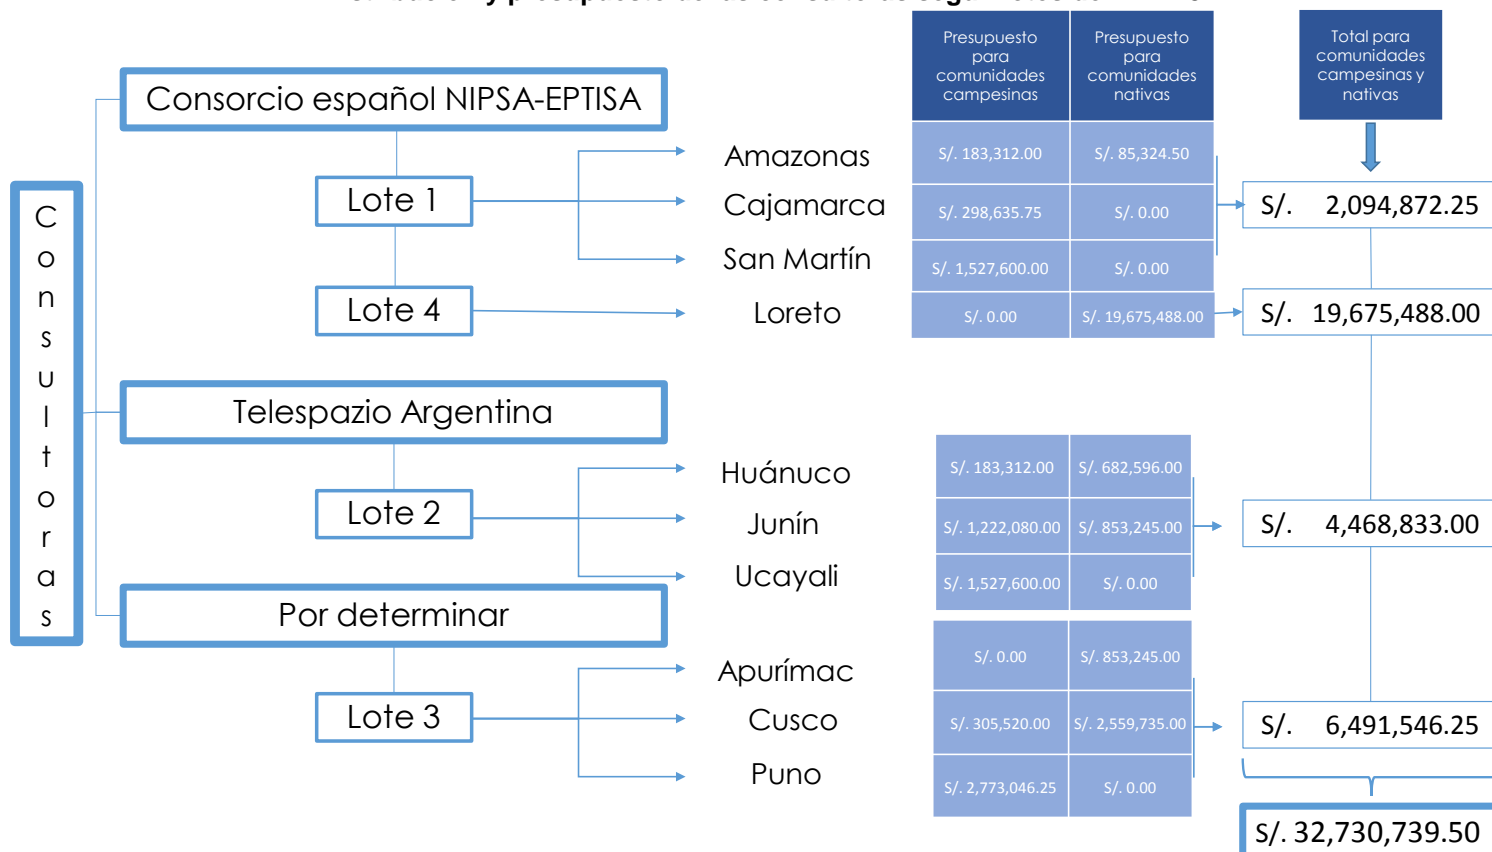 Presupuesto
para
comunidades
campesinas
Presupuesto
para
comunidades
nativas
Total para
comunidades
campesinas y
nativas
Consultoras
Consorcio español NIPSA-EPTISA
Lote 1
Amazonas
S/. 183,312.00
S/. 85,324.50
Cajamarca
S/. 298,635.75
S/. 0.00
San Martín
S/. 1,527,600.00
S/. 0.00
S/. 2,094,872.25
Lote 4
Loreto
S/. 0.00
S/. 19,675,488.00
S/. 19,675,488.00
Telespazio Argentina
Lote 2
Huánuco
S/. 183,312.00
S/. 682,596.00
Junín
S/. 1,222,080.00
S/. 853,245.00
Ucayali
S/. 1,527,600.00
S/. 0.00
S/. 4,468,833.00
Por determinar
Lote 3
Apurímac
S/. 0.00
S/. 853,245.00
Cusco
S/. 305,520.00
S/. 2,559,735.00
Puno
S/. 2,773,046.25
S/. 0.00
S/. 6,491,546.25
S/. 32,730,739.50